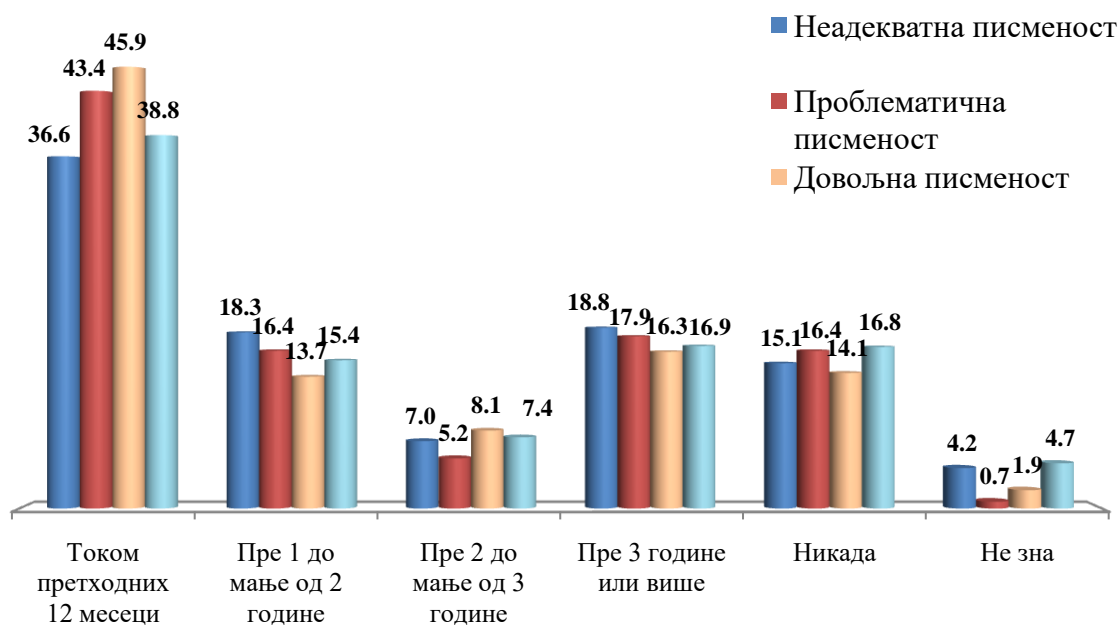 Неадекватна писменост
Проблематична
писменост
Довољна писменост
36.6
43.4
45.9
38.8
18.3
16.4
13.7
15.4
7.0
5.2
8.1
7.4
18.8
17.9
16.3
16.9
15.1
16.4
14.1
16.8
4.2
0.7
1.9
4.7
Током
претходних
12 месеци
Пре 1 до
мање од 2
године
Пре 2 до
мање од 3
године
Пре 3 године
или више
Никада
Не зна